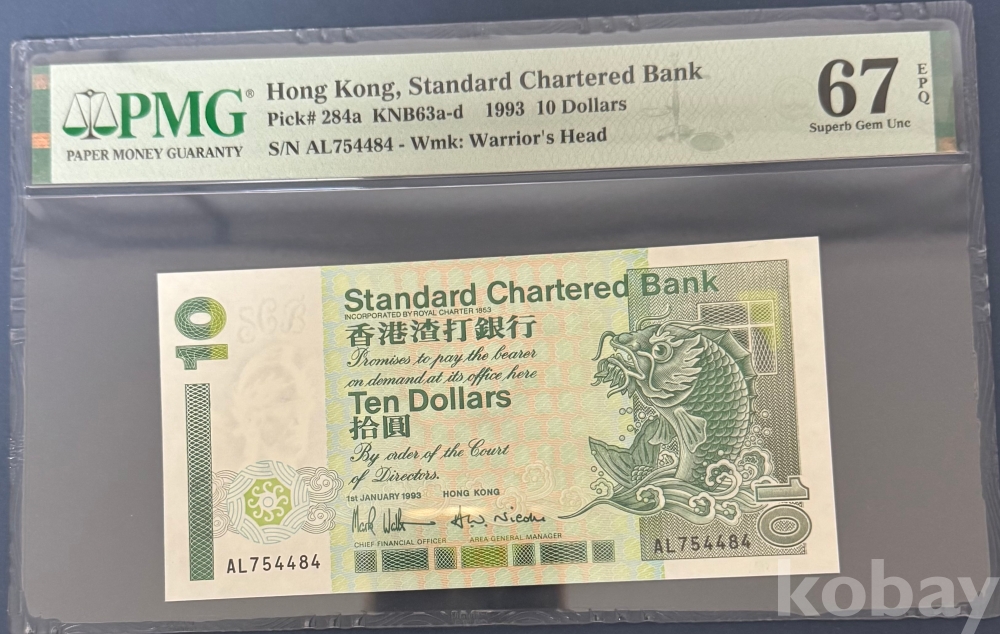 PMG®
PAPER MONEY GUARANTY
Hong Kong, Standard Chartered Bank
Pick# 284a KNB63a-d 1993 10 Dollars
S/N AL754484 - Wmk: Warrior's Head
67
EPQ
Superb Gem Unc
10
SCB
Standard Chartered Bank
INCORPORATED BY ROYAL CHARTER 1853
香港渣打銀行
Promises to pay the bearer
on demand at its office here
Ten Dollars
拾圓
By order of the Court
of Directors.
1st JANUARY 1993 HONG KONG
CHIEF FINANCIAL OFFICER AREA GENERAL MANAGER
AL754484
AL754484
10
kobay